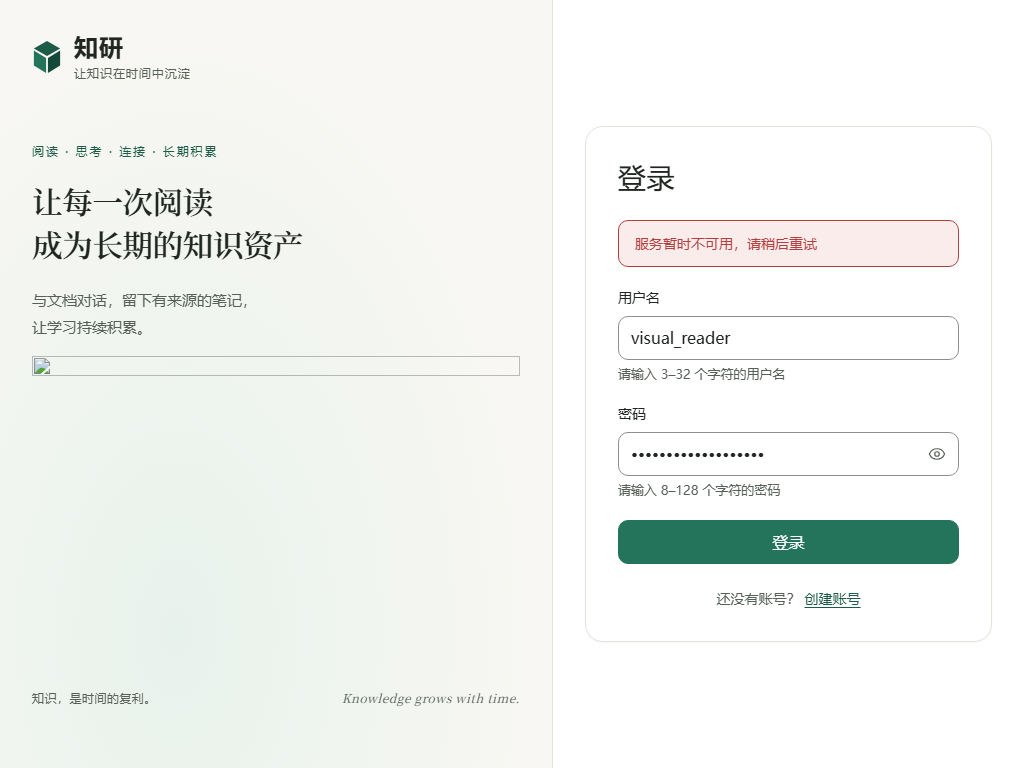 知研
让知识在时间中沉淀
阅读 · 思考 · 连接 · 长期积累
让每一次阅读
成为长期的知识资产
与文档对话，留下有来源的笔记，
让学习持续积累。
知识，是时间的复利。
Knowledge grows with time.
登录
服务暂时不可用，请稍后重试
用户名
visual_reader
请输入 3–32 个字符的用户名
密码
•••••••••••••••••••
请输入 8–128 个字符的密码
登录
还没有账号？ 创建账号